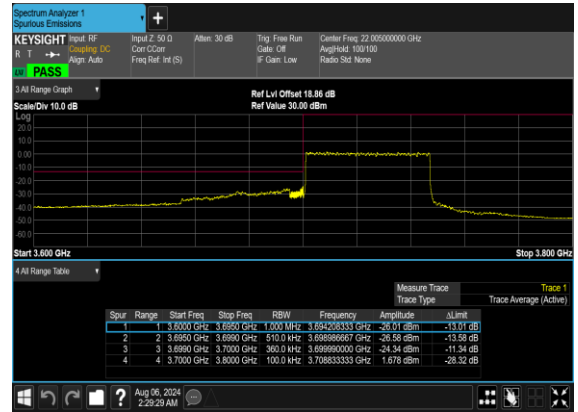 Spectrum Analyzer 1
Spurious Emissions
KEYSIGHT Input: RF Input Z: 50 Ω Atten: 30 dB Trig: Free Run Center Freq: 22.005000000 GHz
R T Coupling: DC Corr CCorr Gate: Off Avg|Hold: 100/100
Align: Auto Freq Ref: Int (S) IF Gain: Low Radio Std: None
PASS
3 All Range Graph
Ref Lvl Offset 18.86 dB
Scale/Div 10.0 dB Ref Value 30.00 dBm
Log
20.0
10.0
0.00
-10.0
-20.0
-30.0
-40.0
-50.0
-60.0
Start 3.600 GHz Stop 3.800 GHz
4 All Range Table
Measure Trace Trace 1
Trace Type Trace Average (Active)
Spur Range Start Freq Stop Freq RBW Frequency Amplitude ΔLimit
1 1 3.6000 GHz 3.6950 GHz 1.000 MHz 3.694208333 GHz -26.01 dBm -13.01 dB
2 2 3.6950 GHz 3.6990 GHz 510.0 kHz 3.698986667 GHz -26.58 dBm -13.58 dB
3 3 3.6990 GHz 3.7000 GHz 360.0 kHz 3.699990000 GHz -24.34 dBm -11.34 dB
4 4 3.7000 GHz 3.8000 GHz 100.0 kHz 3.708833333 GHz 1.678 dBm -28.32 dB
? Aug 06, 2024
2:29:29 AM